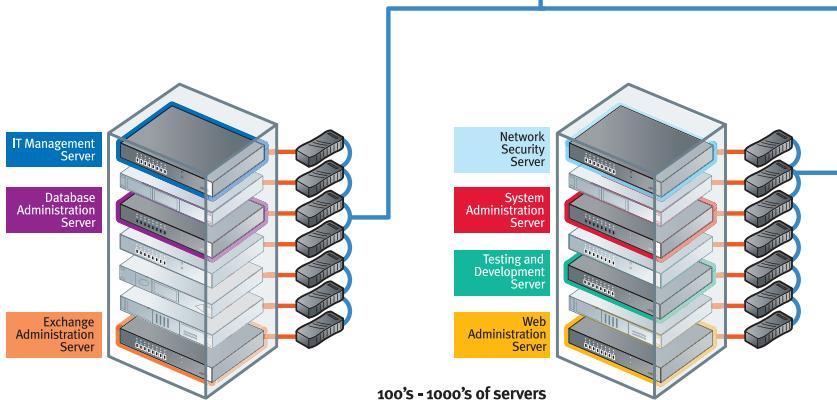 IT Management
Server
Database
Administration
Server
Exchange
Administration
Server
Network
Security
Server
System
Administration
Server
Testing and
Development
Server
Web
Administration
Server
100's - 1000's of servers